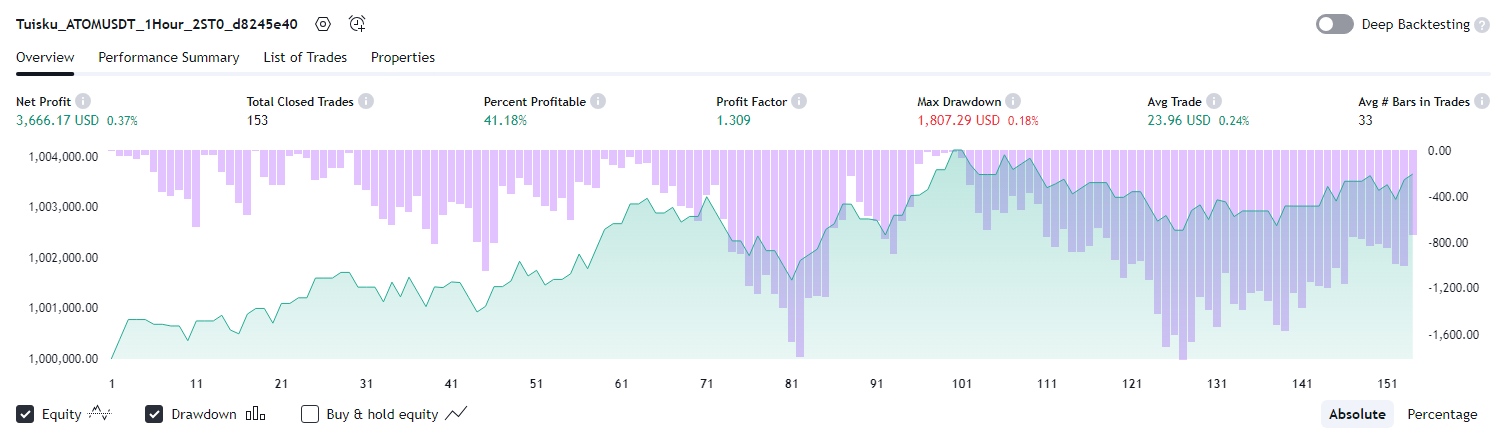 Tuisku_ATOMUSDT_1Hour_2ST0_d8245e40
Deep Backtesting ?
Overview Performance Summary List of Trades Properties
Net Profit i Total Closed Trades i Percent Profitable i Profit Factor i Max Drawdown i Avg Trade i Avg # Bars in Trades i
3,666.17 USD 0.37% 153 41.18% 1.309 1,807.29 USD 0.18% 23.96 USD 0.24% 33
1,004,000.00 0.00
1,003,000.00 -400.00
1,002,000.00 -800.00
1,001,000.00 -1,200.00
1,000,000.00 -1,600.00
1 11 21 31 41 51 61 71 81 91 101 111 121 131 141 151
Equity Drawdown Buy & hold equity Absolute Percentage